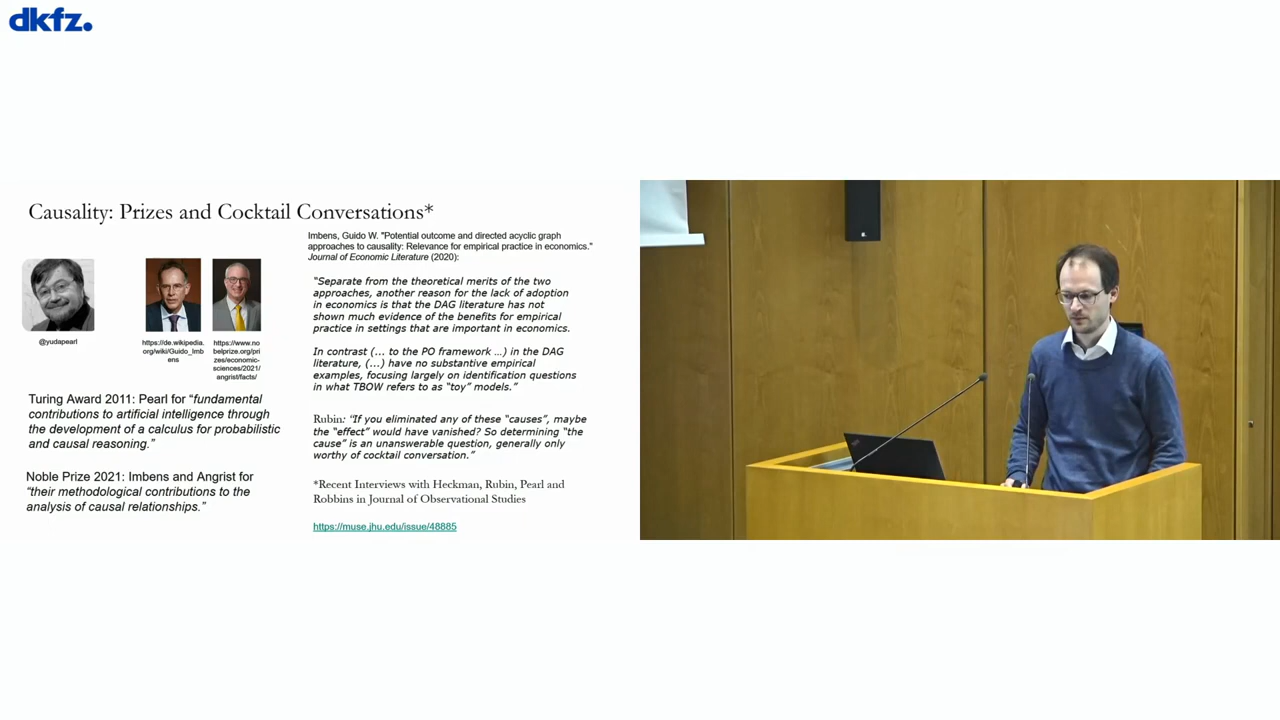 dkfz.
Causality: Prizes and Cocktail Conversations*
@yudapearl
https://de.wikipedia.
org/wiki/Guido_Imb
ens
https://www.no
belprize.org/pri
zes/economic-
sciences/2021/
angrist/facts/
Turing Award 2011: Pearl for “fundamental
contributions to artificial intelligence through
the development of a calculus for probabilistic
and causal reasoning.”
Noble Prize 2021: Imbens and Angrist for
“their methodological contributions to the
analysis of causal relationships.”
Imbens, Guido W. "Potential outcome and directed acyclic graph
approaches to causality: Relevance for empirical practice in economics."
Journal of Economic Literature (2020):
“Separate from the theoretical merits of the two
approaches, another reason for the lack of adoption
in economics is that the DAG literature has not
shown much evidence of the benefits for empirical
practice in settings that are important in economics.
In contrast (... to the PO framework ...) in the DAG
literature, (...) have no substantive empirical
examples, focusing largely on identification questions
in what TBOW refers to as “toy” models.”
Rubin: “If you eliminated any of these “causes”, maybe
the “effect” would have vanished? So determining “the
cause” is an unanswerable question, generally only
worthy of cocktail conversation.”
*Recent Interviews with Heckman, Rubin, Pearl and
Robbins in Journal of Observational Studies
https://muse.jhu.edu/issue/48885